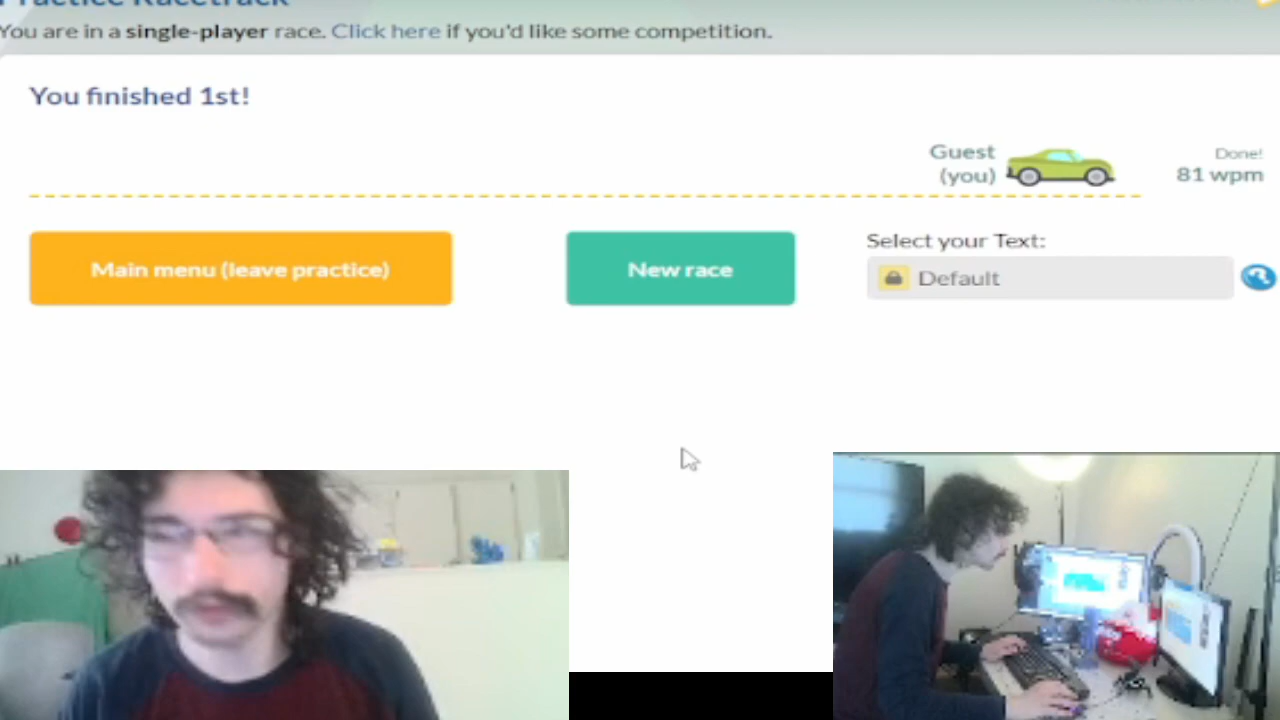 Practice Racetrack
You are in a single-player race. Click here if you'd like some competition.
You finished 1st!
Guest
(you)
Done!
81 wpm
Main menu (leave practice)
New race
Select your Text:
Default